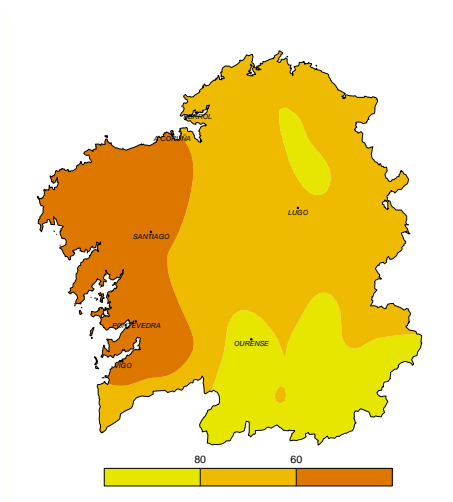 FERROL
A CORUÑA
LUGO
SANTIAGO
PONTEVEDRA
OURENSE
VIGO
80 60